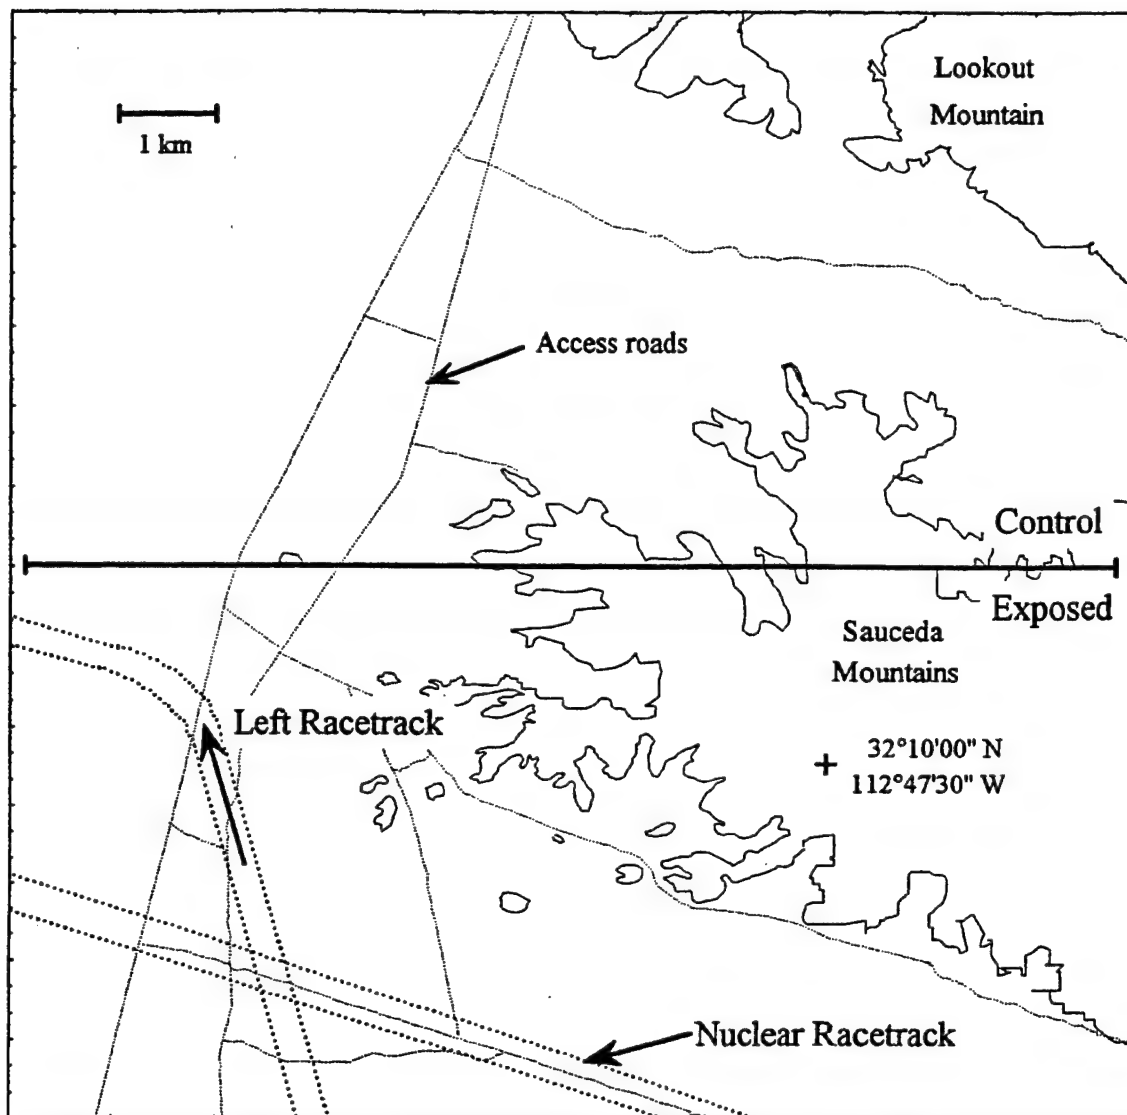 Lookout
Mountain
1 km
Access roads
Control
Exposed
Sauceda
Mountains
Left Racetrack
32°10'00" N
112°47'30" W
Nuclear Racetrack